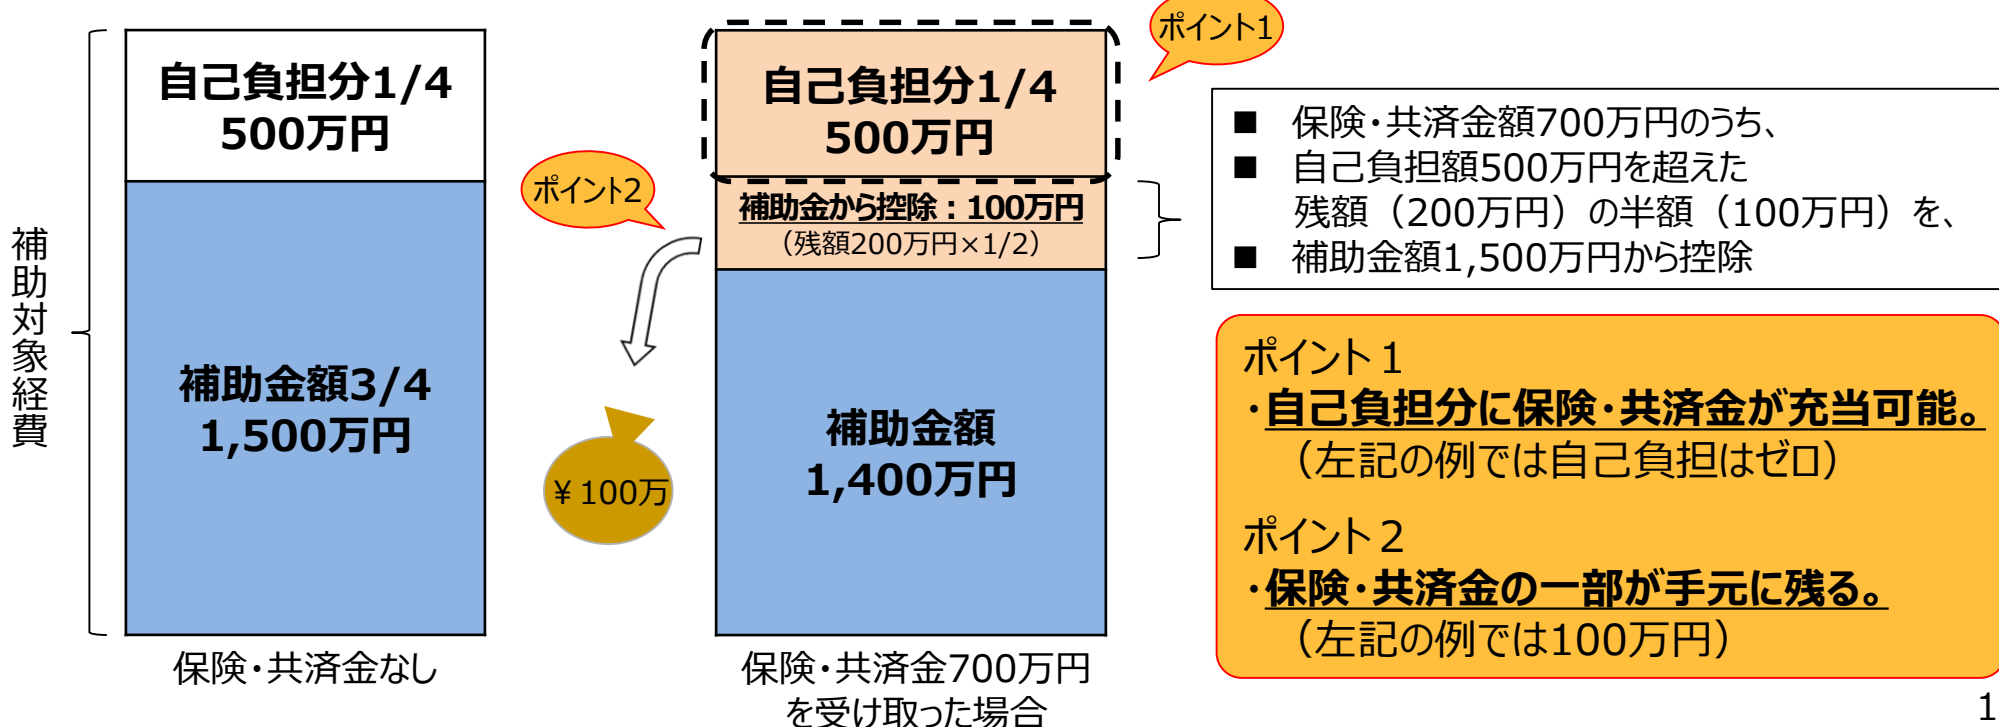 補助対象経費
自己負担分1/4
500万円
補助金額3/4
1,500万円
保険・共済金なし
ポイント2
¥100万
ポイント1
自己負担分1/4
500万円
補助金から控除：100万円
（残額200万円×1/2）
補助金額
1,400万円
保険・共済金700万円
を受け取った場合
■ 保険・共済金額700万円のうち、
■ 自己負担額500万円を超えた
残額（200万円）の半額（100万円）を、
■ 補助金額1,500万円から控除
ポイント１
・自己負担分に保険・共済金が充当可能。
（左記の例では自己負担はゼロ）
ポイント２
・保険・共済金の一部が手元に残る。
（左記の例では100万円）
1